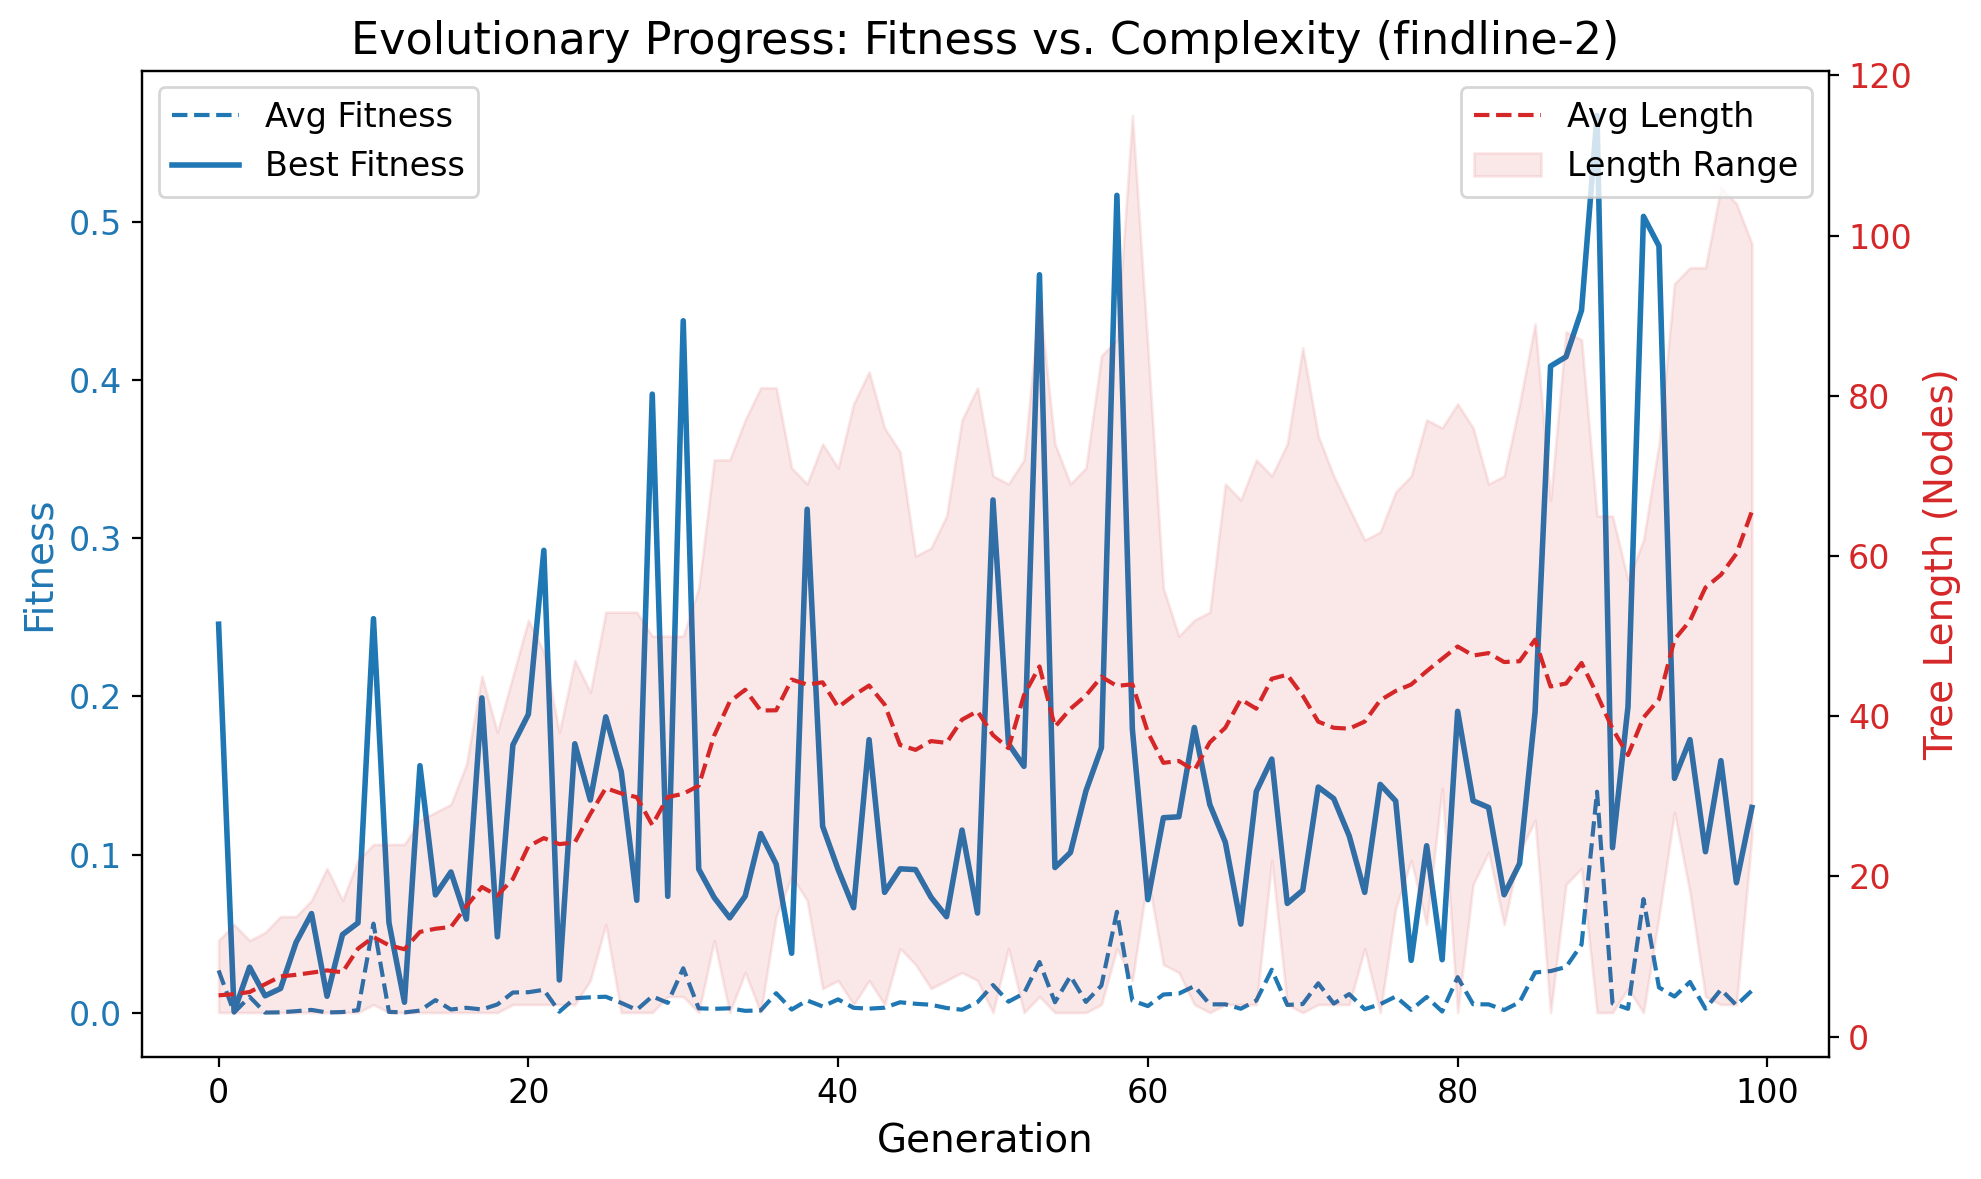 Evolutionary Progress: Fitness vs. Complexity (findline-2)
Avg Fitness
Best Fitness
Avg Length
Length Range
Fitness
0.5
0.4
0.3
0.2
0.1
0.0
120
100
80
60
40
20
0
Tree Length (Nodes)
0 20 40 60 80 100
Generation